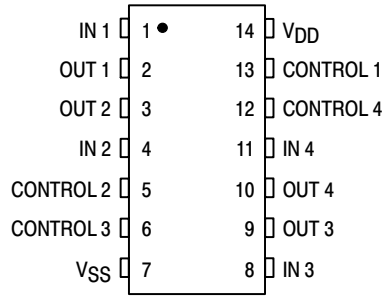 IN 1 1 14 VDD
OUT 1 2 13 CONTROL 1
OUT 2 3 12 CONTROL 4
IN 2 4 11 IN 4
CONTROL 2 5 10 OUT 4
CONTROL 3 6 9 OUT 3
VSS 7 8 IN 3